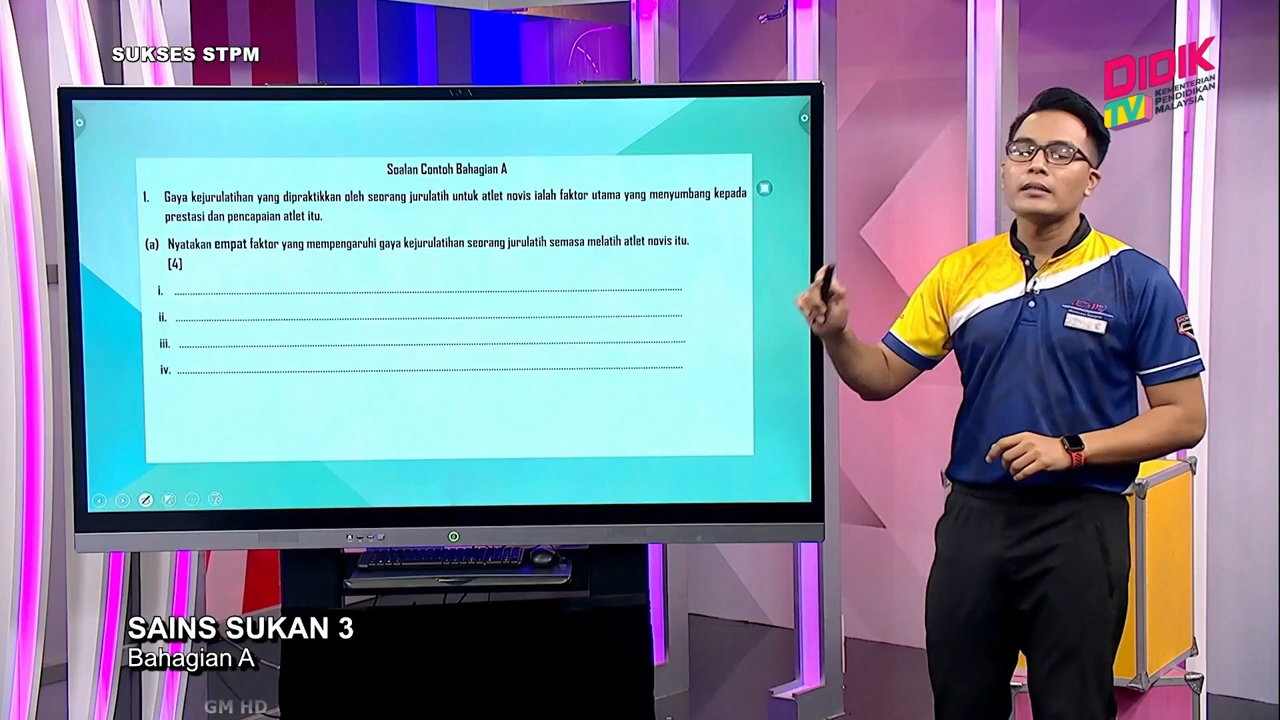 SUKSES STPM
DIDIK
TV
KEMENTERIAN
PENDIDIKAN
MALAYSIA
Soalan Contoh Bahagian A
1. Gaya kejurulatihan yang dipraktikkan oleh seorang jurulatih untuk atlet novis ialah faktor utama yang menyumbang kepada
prestasi dan pencapaian atlet itu.
(a) Nyatakan empat faktor yang mempengaruhi gaya kejurulatihan seorang jurulatih semasa melatih atlet novis itu.
[4]
i.
ii.
iii.
iv.
SAINS SUKAN 3
Bahagian A
GM HD